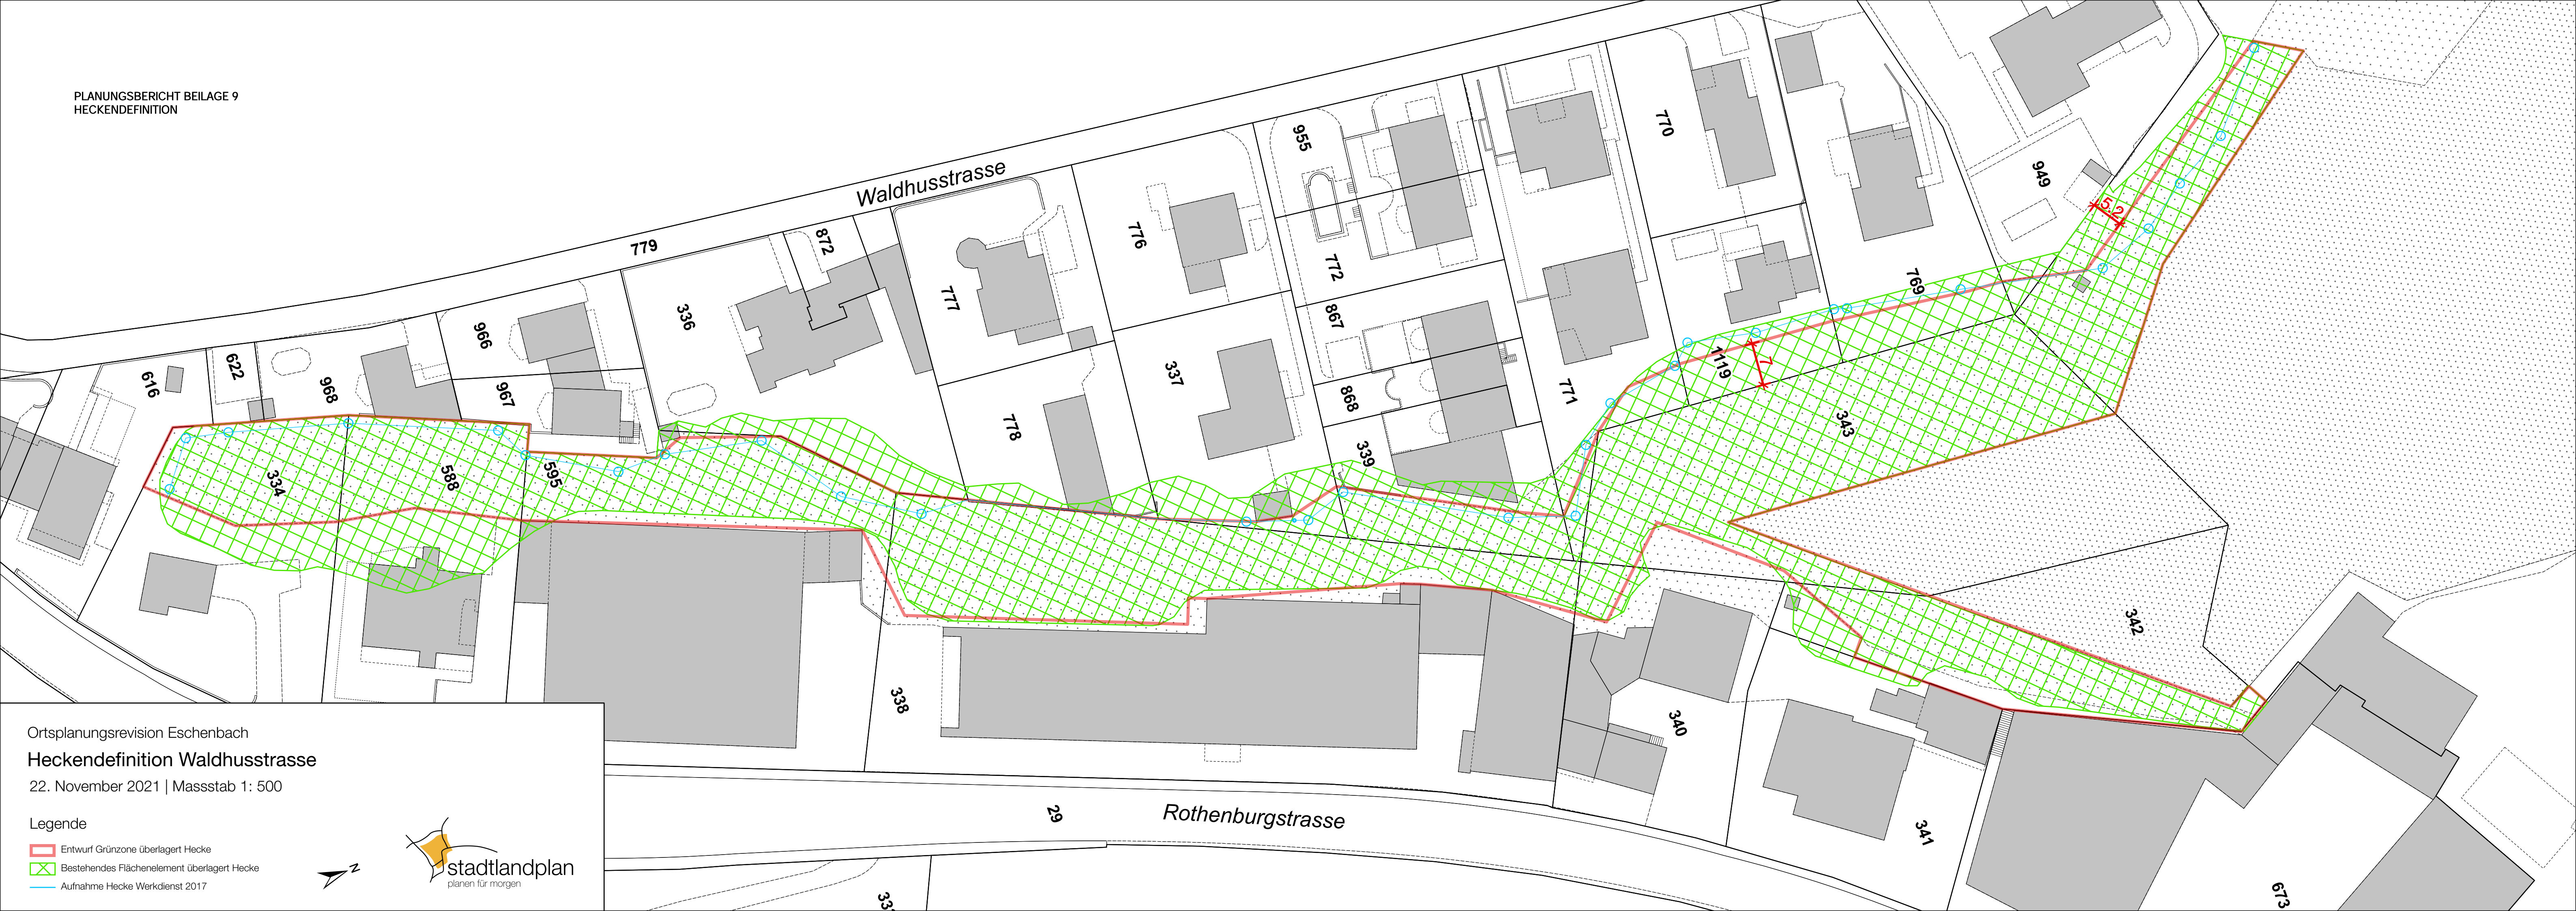 PLANUNGSBERICHT BEILAGE 9
HECKENDEFINITION
Waldhusstrasse
779
872
336
966
967
968
622
616
334
588
595
777
778
776
337
955
772
867
868
339
771
770
1119
7
769
949
5.2
343
342
338
340
341
673
29
Rothenburgstrasse
Ortsplanungsrevision Eschenbach
Heckendefinition Waldhusstrasse
22. November 2021 | Massstab 1: 500
Legende
Entwurf Grünzone überlagert Hecke
Bestehendes Flächenelement überlagert Hecke
Aufnahme Hecke Werkdienst 2017
N
stadtlandplan
planen für morgen